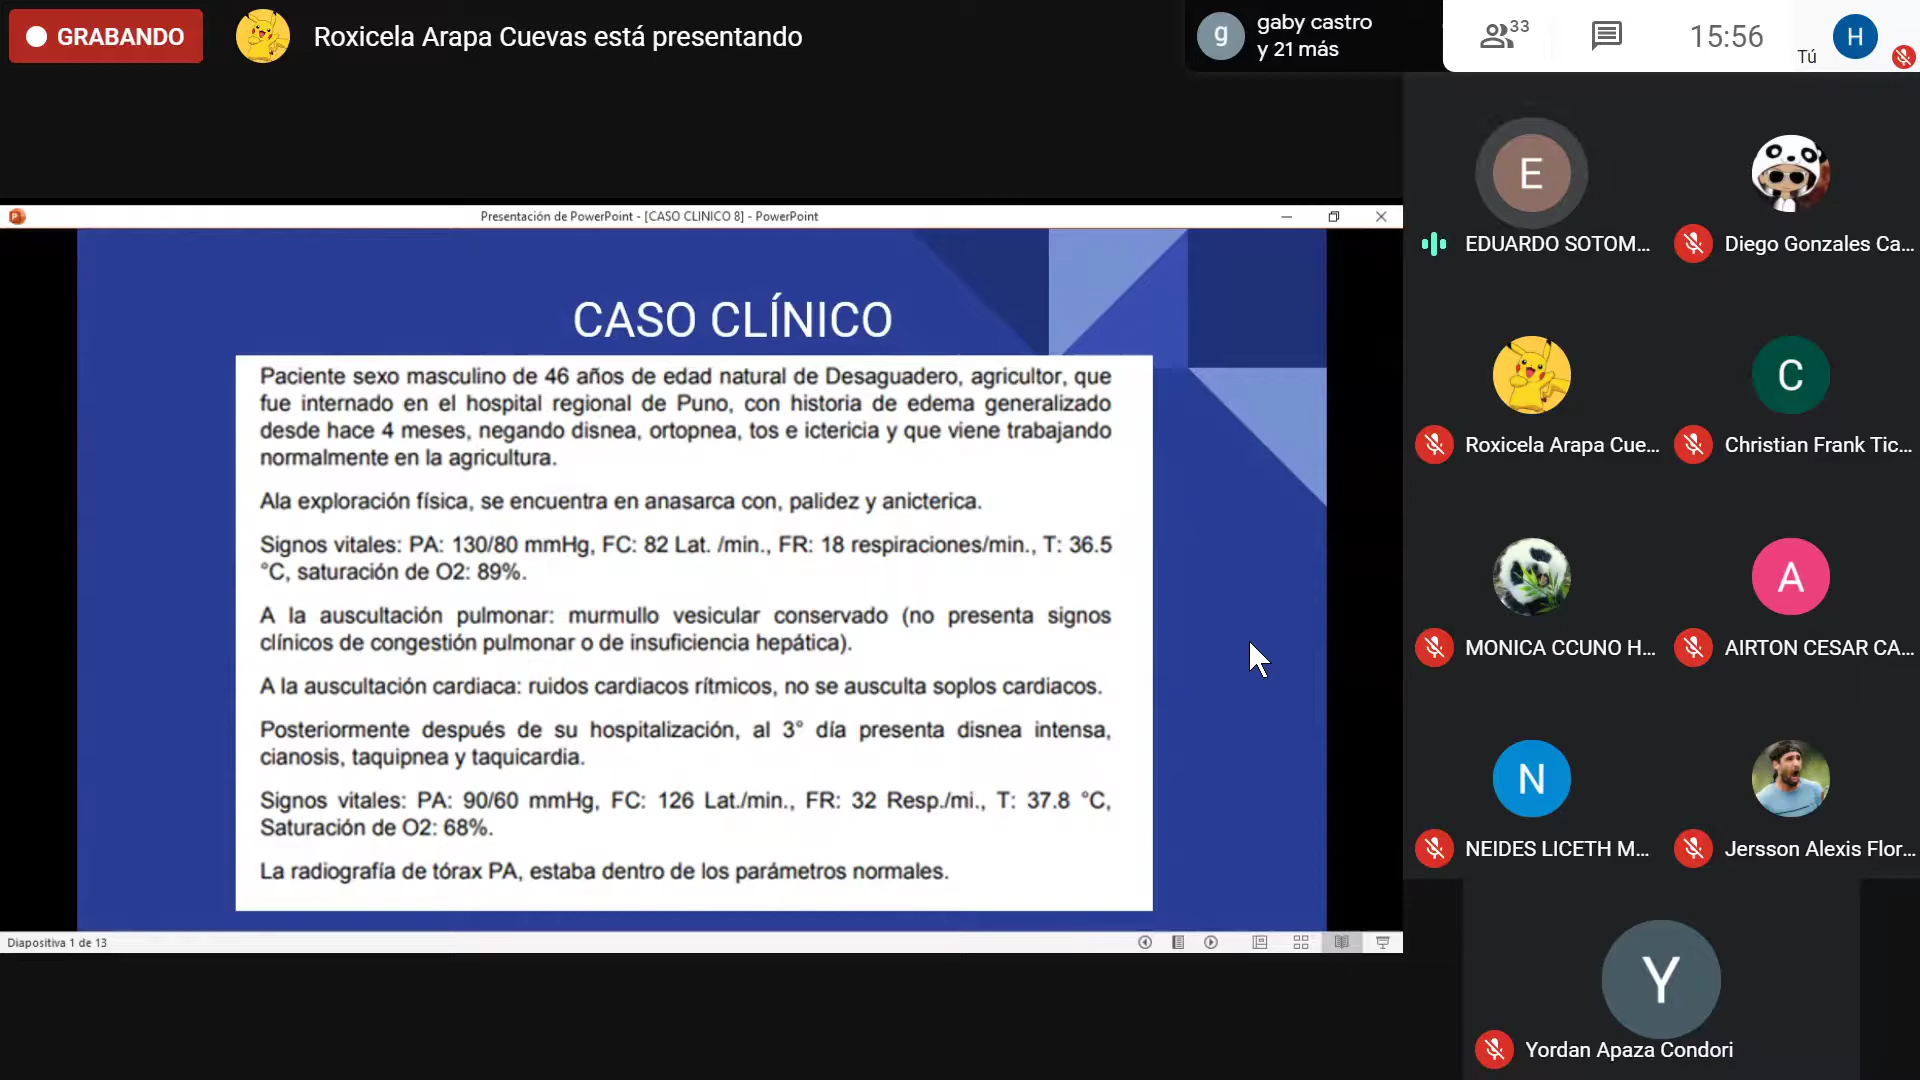 GRABANDO
Roxicela Arapa Cuevas está presentando
g
gaby castro
y 21 más
33
15:56
Tú
H
Presentación de PowerPoint - [CASO CLINICO 8] - PowerPoint
CASO CLÍNICO
Paciente sexo masculino de 46 años de edad natural de Desaguadero, agricultor, que
fue internado en el hospital regional de Puno, con historia de edema generalizado
desde hace 4 meses, negando disnea, ortopnea, tos e ictericia y que viene trabajando
normalmente en la agricultura.
Ala exploración física, se encuentra en anasarca con, palidez y anicterica.
Signos vitales: PA: 130/80 mmHg, FC: 82 Lat. /min., FR: 18 respiraciones/min., T: 36.5
°C, saturación de O2: 89%.
A la auscultación pulmonar: murmullo vesicular conservado (no presenta signos
clínicos de congestión pulmonar o de insuficiencia hepática).
A la auscultación cardiaca: ruidos cardiacos rítmicos, no se ausculta soplos cardiacos.
Posteriormente después de su hospitalización, al 3° día presenta disnea intensa,
cianosis, taquipnea y taquicardia.
Signos vitales: PA: 90/60 mmHg, FC: 126 Lat./min., FR: 32 Resp./mi., T: 37.8 °C,
Saturación de O2: 68%.
La radiografía de tórax PA, estaba dentro de los parámetros normales.
Diapositiva 1 de 13
E
EDUARDO SOTOM...
Diego Gonzales Ca...
Roxicela Arapa Cue...
C
Christian Frank Tic...
MONICA CCUNO H...
A
AIRTON CESAR CA...
N
NEIDES LICETH M...
Jersson Alexis Flor...
Y
Yordan Apaza Condori